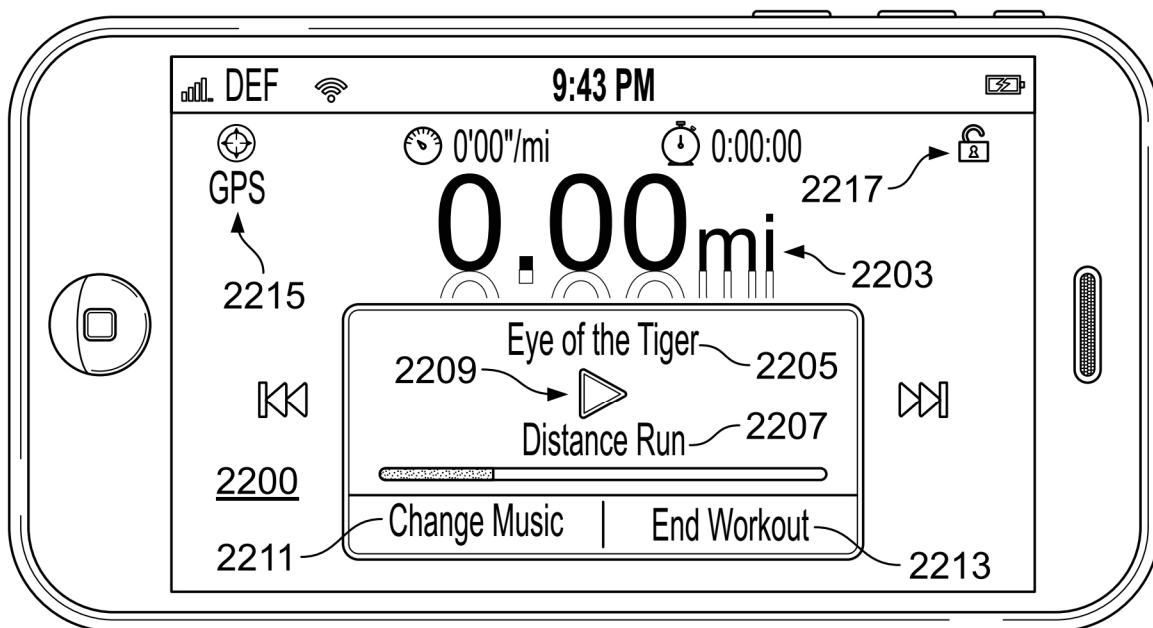 DEF 9:43 PM
0'00"/mi 0:00:00
GPS 2217
0.00mi 2203
2215
Eye of the Tiger 2205
2209
Distance Run 2207
2200
Change Music End Workout
2211 2213